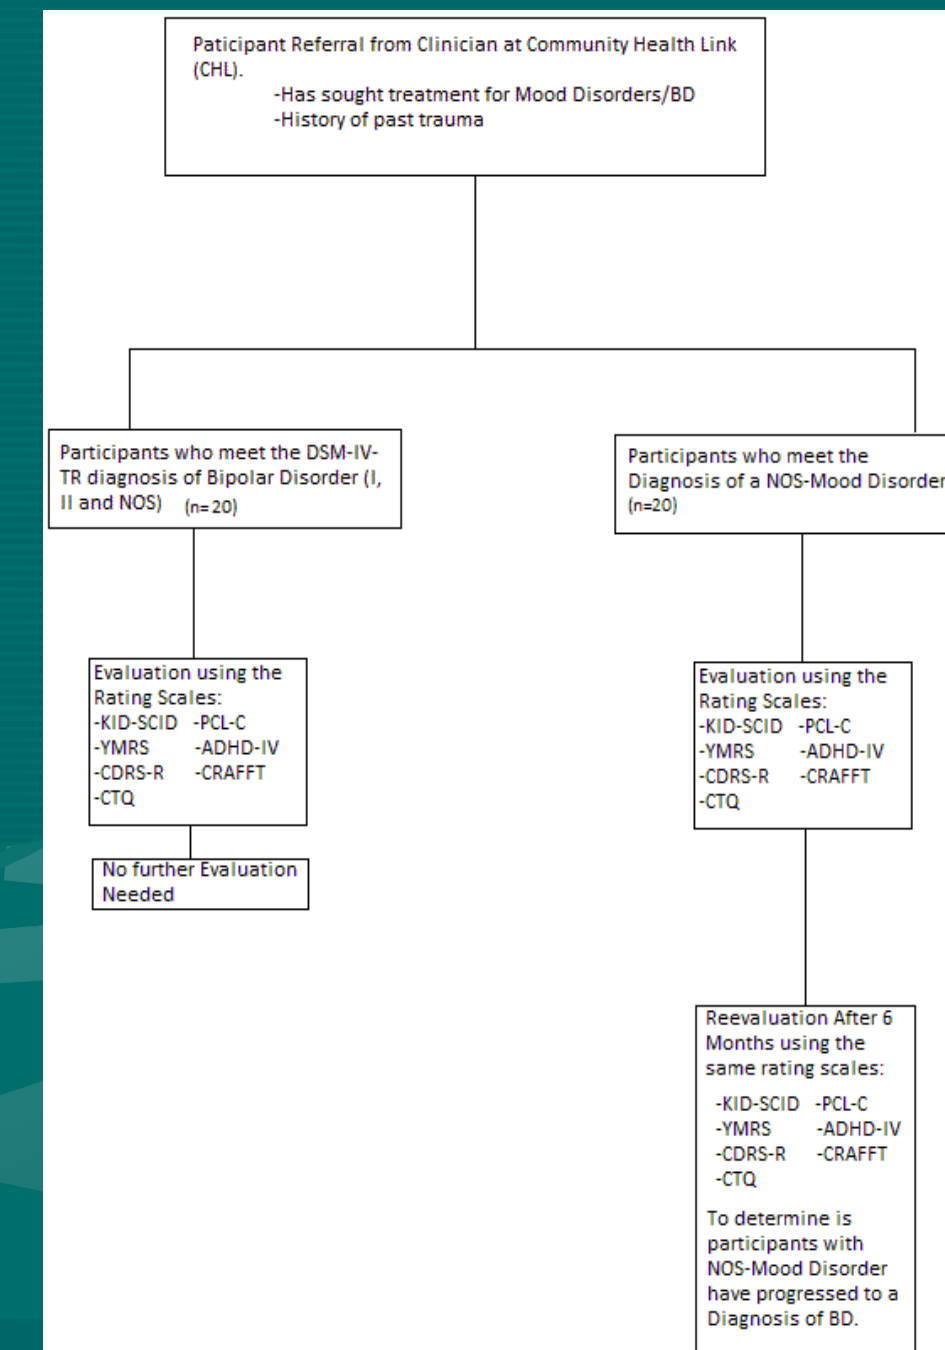 Paticipant Referral from Clinician at Community Health Link
(CHL).
-Has sought treatment for Mood Disorders/BD
-History of past trauma
Participants who meet the DSM-IV-
TR diagnosis of Bipolar Disorder (I,
II and NOS) (n= 20)
Participants who meet the
Diagnosis of a NOS-Mood Disorder
(n=20)
Evaluation using the
Rating Scales:
-KID-SCID -PCL-C
-YMRS -ADHD-IV
-CDRS-R -CRAFFT
-CTQ
Evaluation using the
Rating Scales:
-KID-SCID -PCL-C
-YMRS -ADHD-IV
-CDRS-R -CRAFFT
-CTQ
No further Evaluation
Needed
Reevaluation After 6
Months using the
same rating scales:
-KID-SCID -PCL-C
-YMRS -ADHD-IV
-CDRS-R -CRAFFT
-CTQ
To determine is
participants with
NOS-Mood Disorder
have progressed to a
Diagnosis of BD.